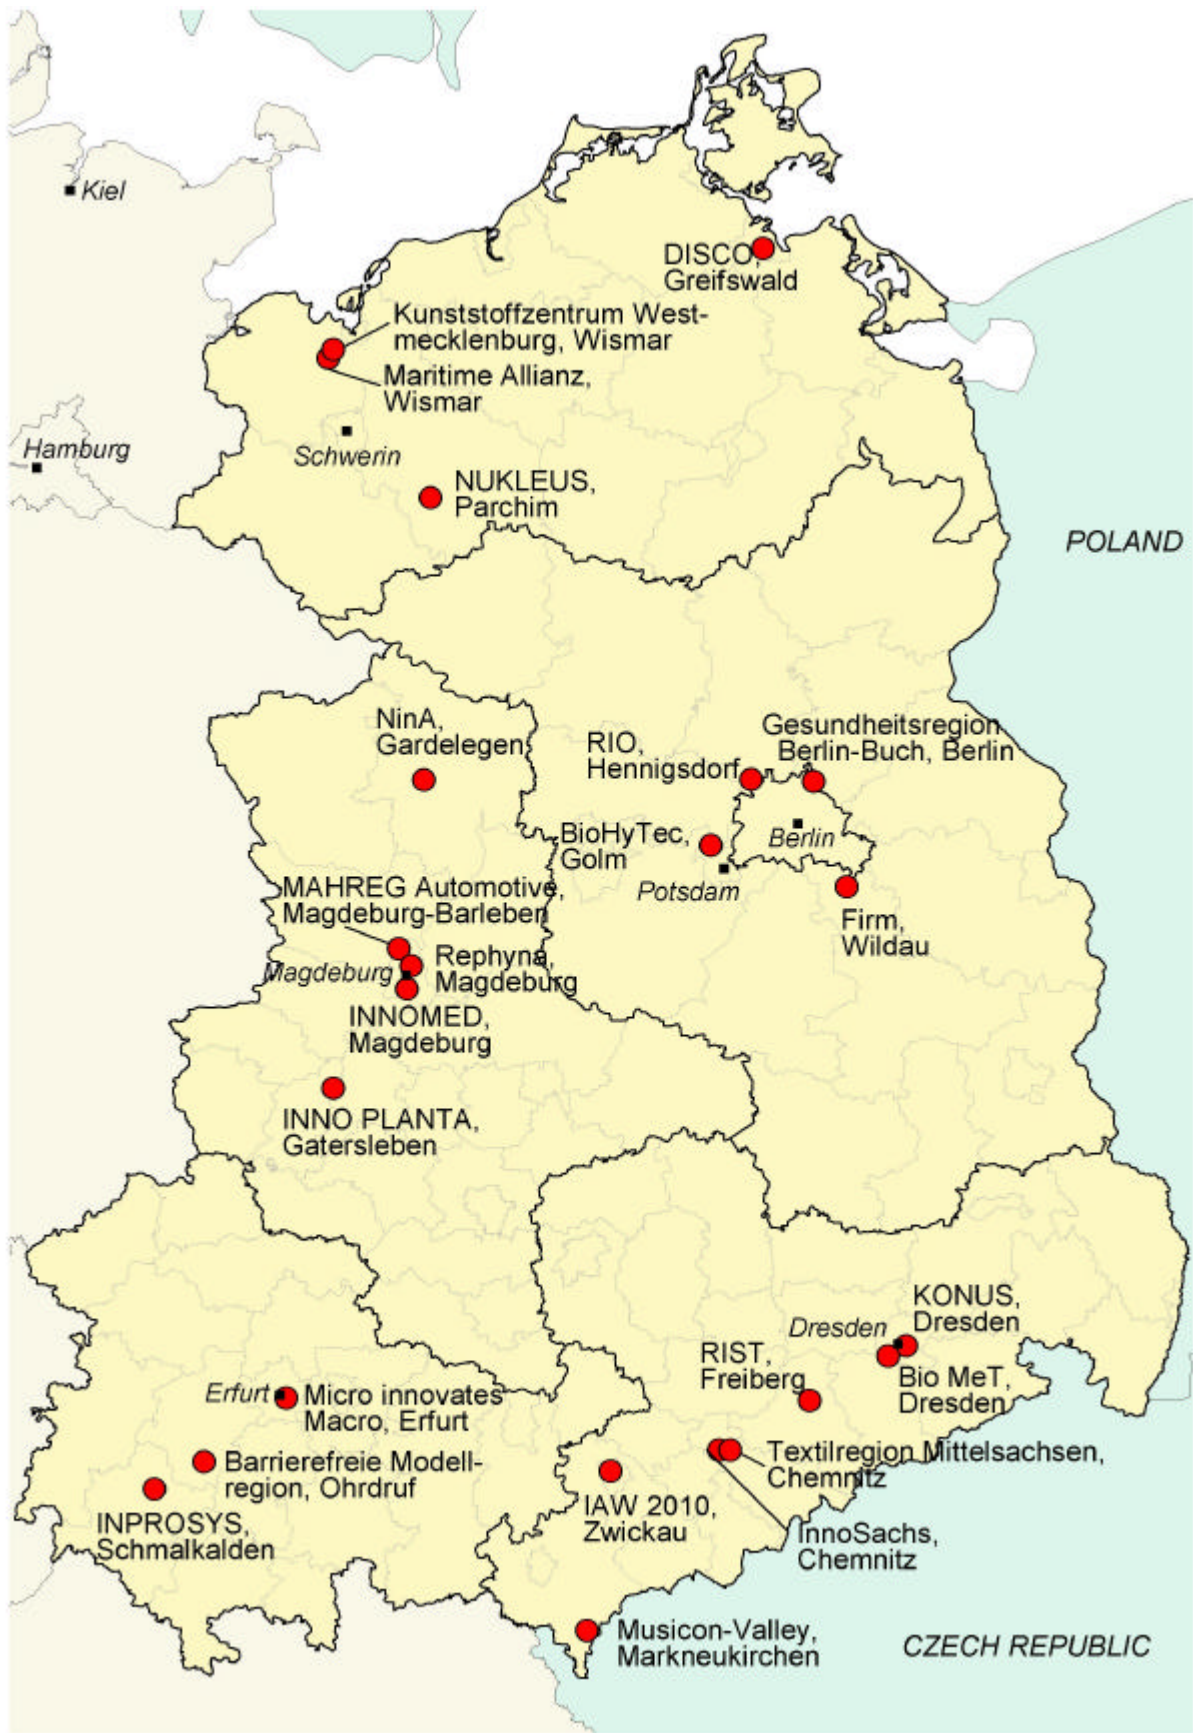 Kiel
DISCO,
Greifswald
Kunststoffzentrum West-
mecklenburg, Wismar
Maritime Allianz,
Wismar
Hamburg
Schwerin
NUKLEUS,
Parchim
POLAND
NinA,
Gardelegen
RIO,
Hennigsdorf
Gesundheitsregion
Berlin-Buch, Berlin
BioHyTec,
Golm
Berlin
Potsdam
MAHREG Automotive,
Magdeburg-Barleben
Firm,
Wildau
Magdeburg
Rephyna,
Magdeburg
INNOMED,
Magdeburg
INNO PLANTA,
Gatersleben
KONUS,
Dresden
Dresden
RIST,
Freiberg
Bio MeT,
Dresden
Erfurt
Micro innovates
Macro, Erfurt
Barrierefreie Modell-
region, Ohrdruf
Textilregion Mittelsachsen,
Chemnitz
INPROSYS,
Schmalkalden
IAW 2010,
Zwickau
InnoSachs,
Chemnitz
Musicon-Valley,
Markneukirchen
CZECH REPUBLIC